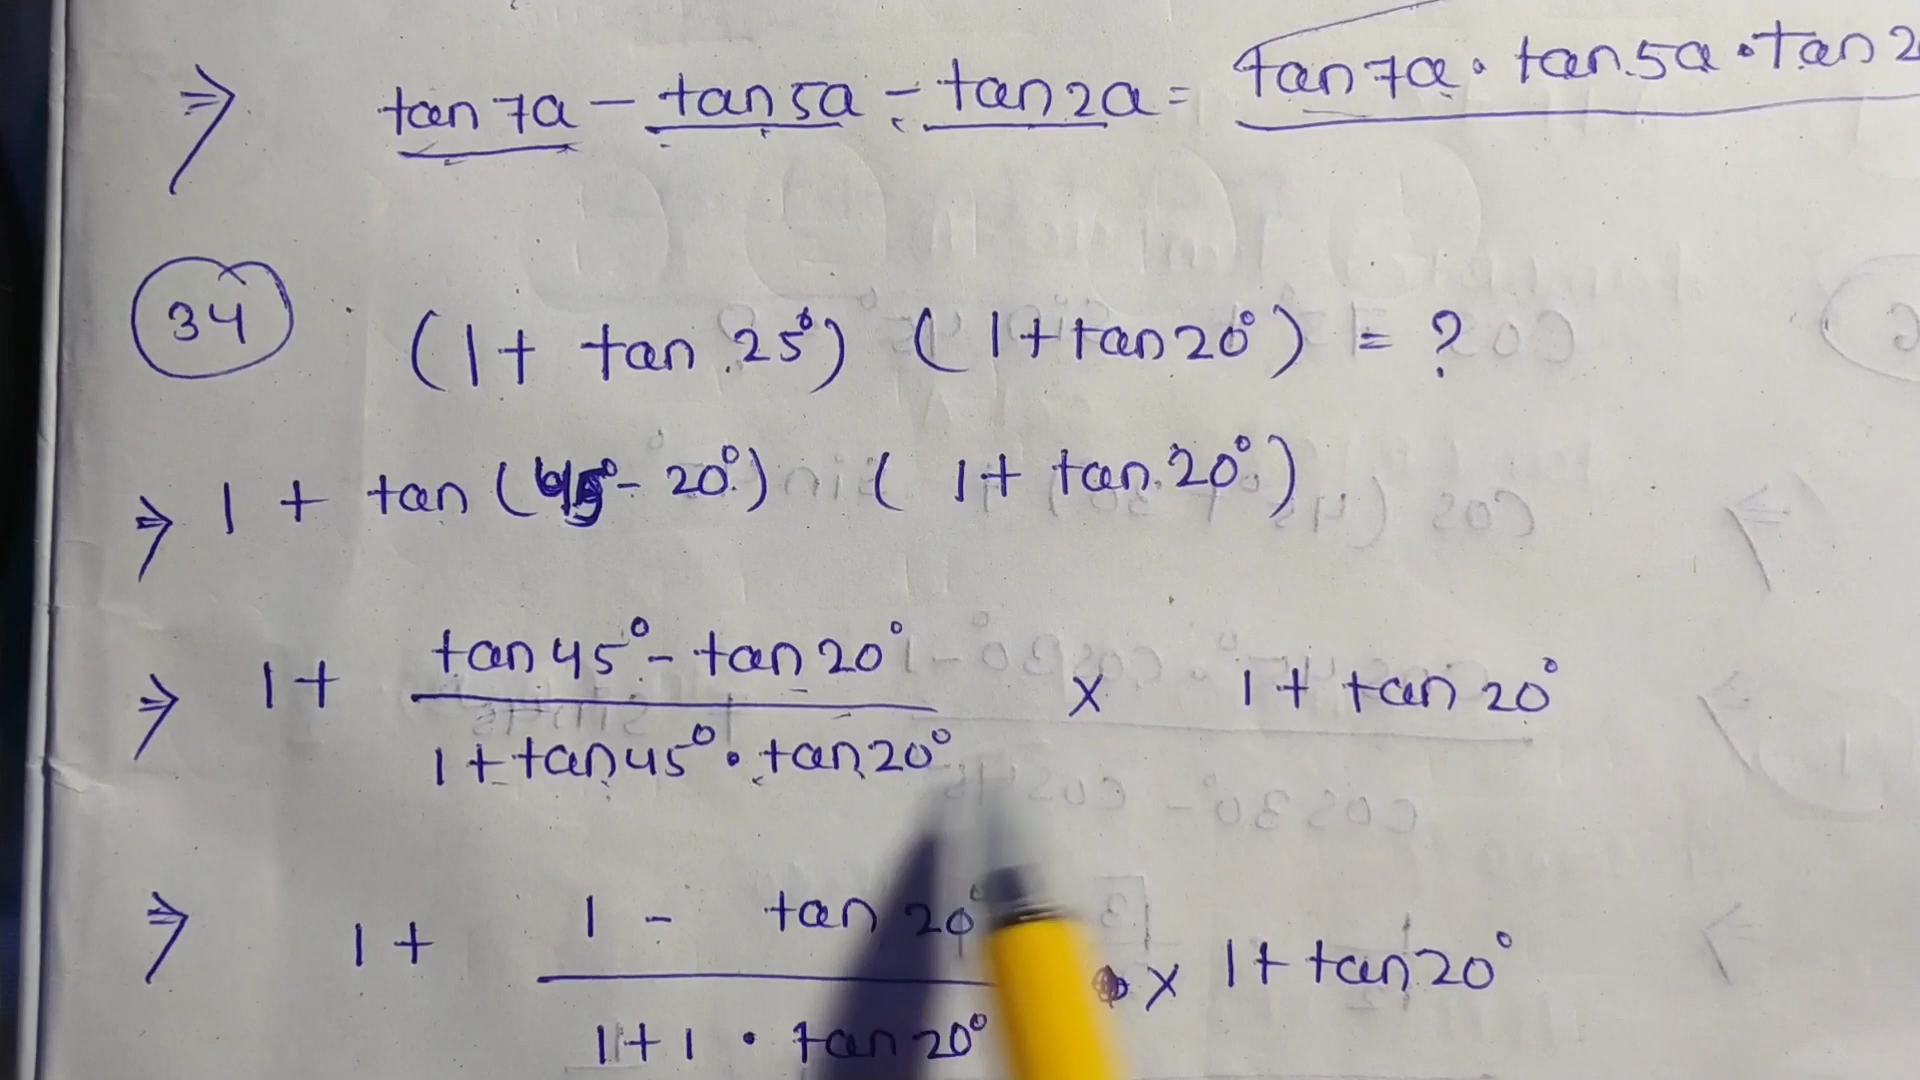 ⇒ tan 7a - tan 5a - tan 2a = tan 7a · tan 5a · tan 2
34 (1 + tan 25°) (1 + tan 20°) = ?
⇒ 1 + tan (45° - 20°) (1 + tan 20°)
⇒ 1 + (tan 45° - tan 20°) / (1 + tan 45° · tan 20°) × 1 + tan 20°
⇒ 1 + (1 - tan 20°) / (1 + 1 · tan 20°) × 1 + tan 20°